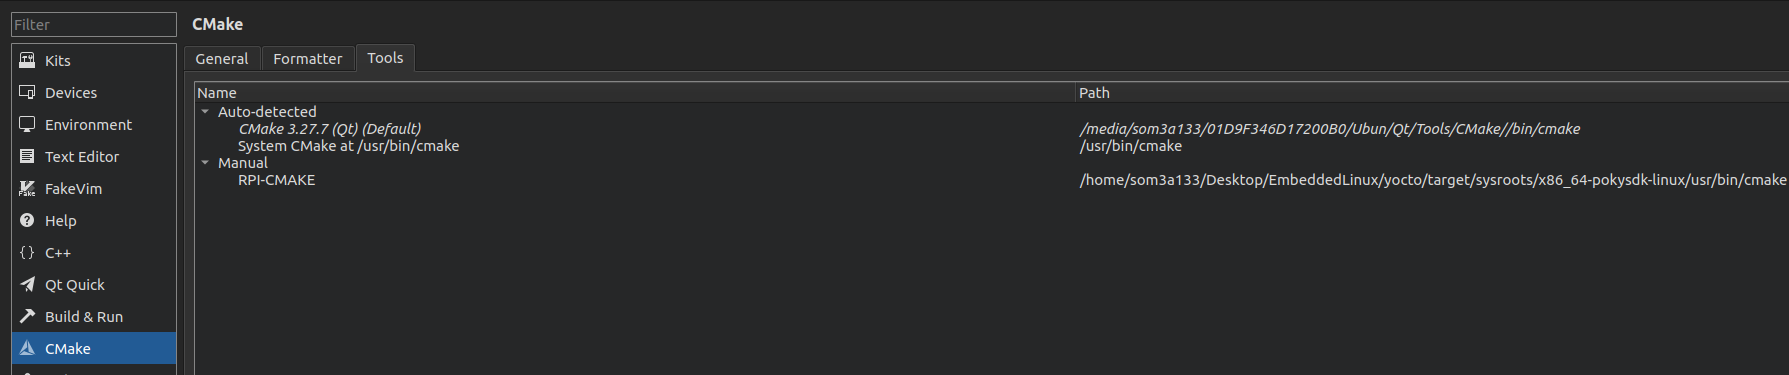 Filter
CMake
General Formatter Tools
Kits
Devices
Environment
Text Editor
FakeVim
Help
C++
Qt Quick
Build & Run
CMake
Name Path
Auto-detected
CMake 3.27.7 (Qt) (Default) /media/som3a133/01D9F346D17200B0/Ubun/Qt/Tools/CMake//bin/cmake
System CMake at /usr/bin/cmake /usr/bin/cmake
Manual
RPI-CMAKE /home/som3a133/Desktop/EmbeddedLinux/yocto/target/sysroots/x86_64-pokysdk-linux/usr/bin/cmake